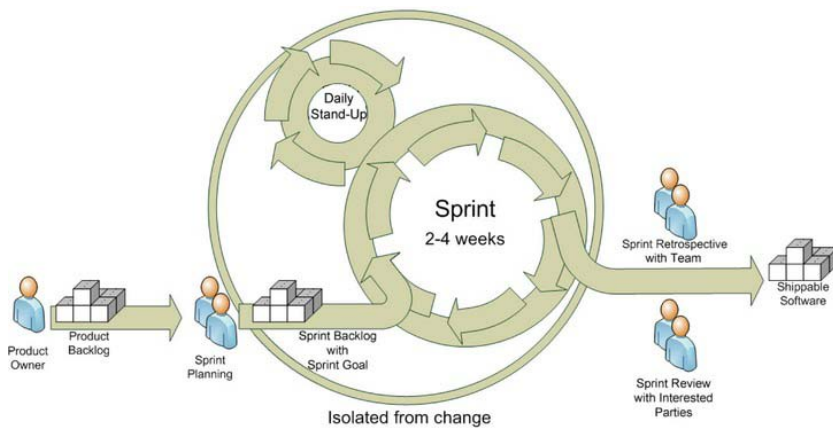 Daily
Stand-Up
Sprint
2-4 weeks
Product
Owner
Product
Backlog
Sprint
Planning
Sprint Backlog
with
Sprint Goal
Isolated from change
Sprint Retrospective
with Team
Sprint Review
with Interested
Parties
Shippable
Software